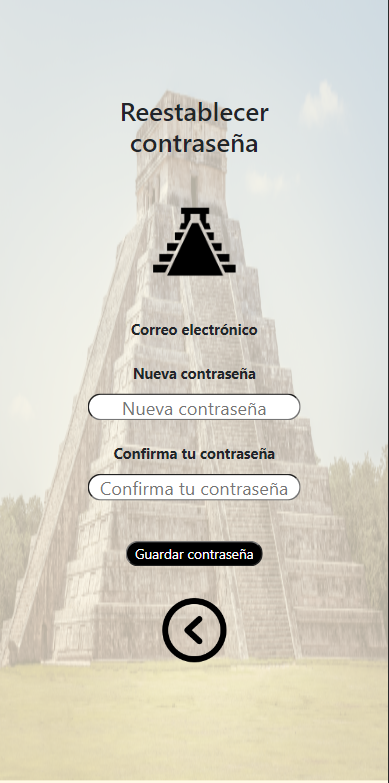 Reestablecer
contraseña
Correo electrónico
Nueva contraseña
Nueva contraseña
Confirma tu contraseña
Confirma tu contraseña
Guardar contraseña